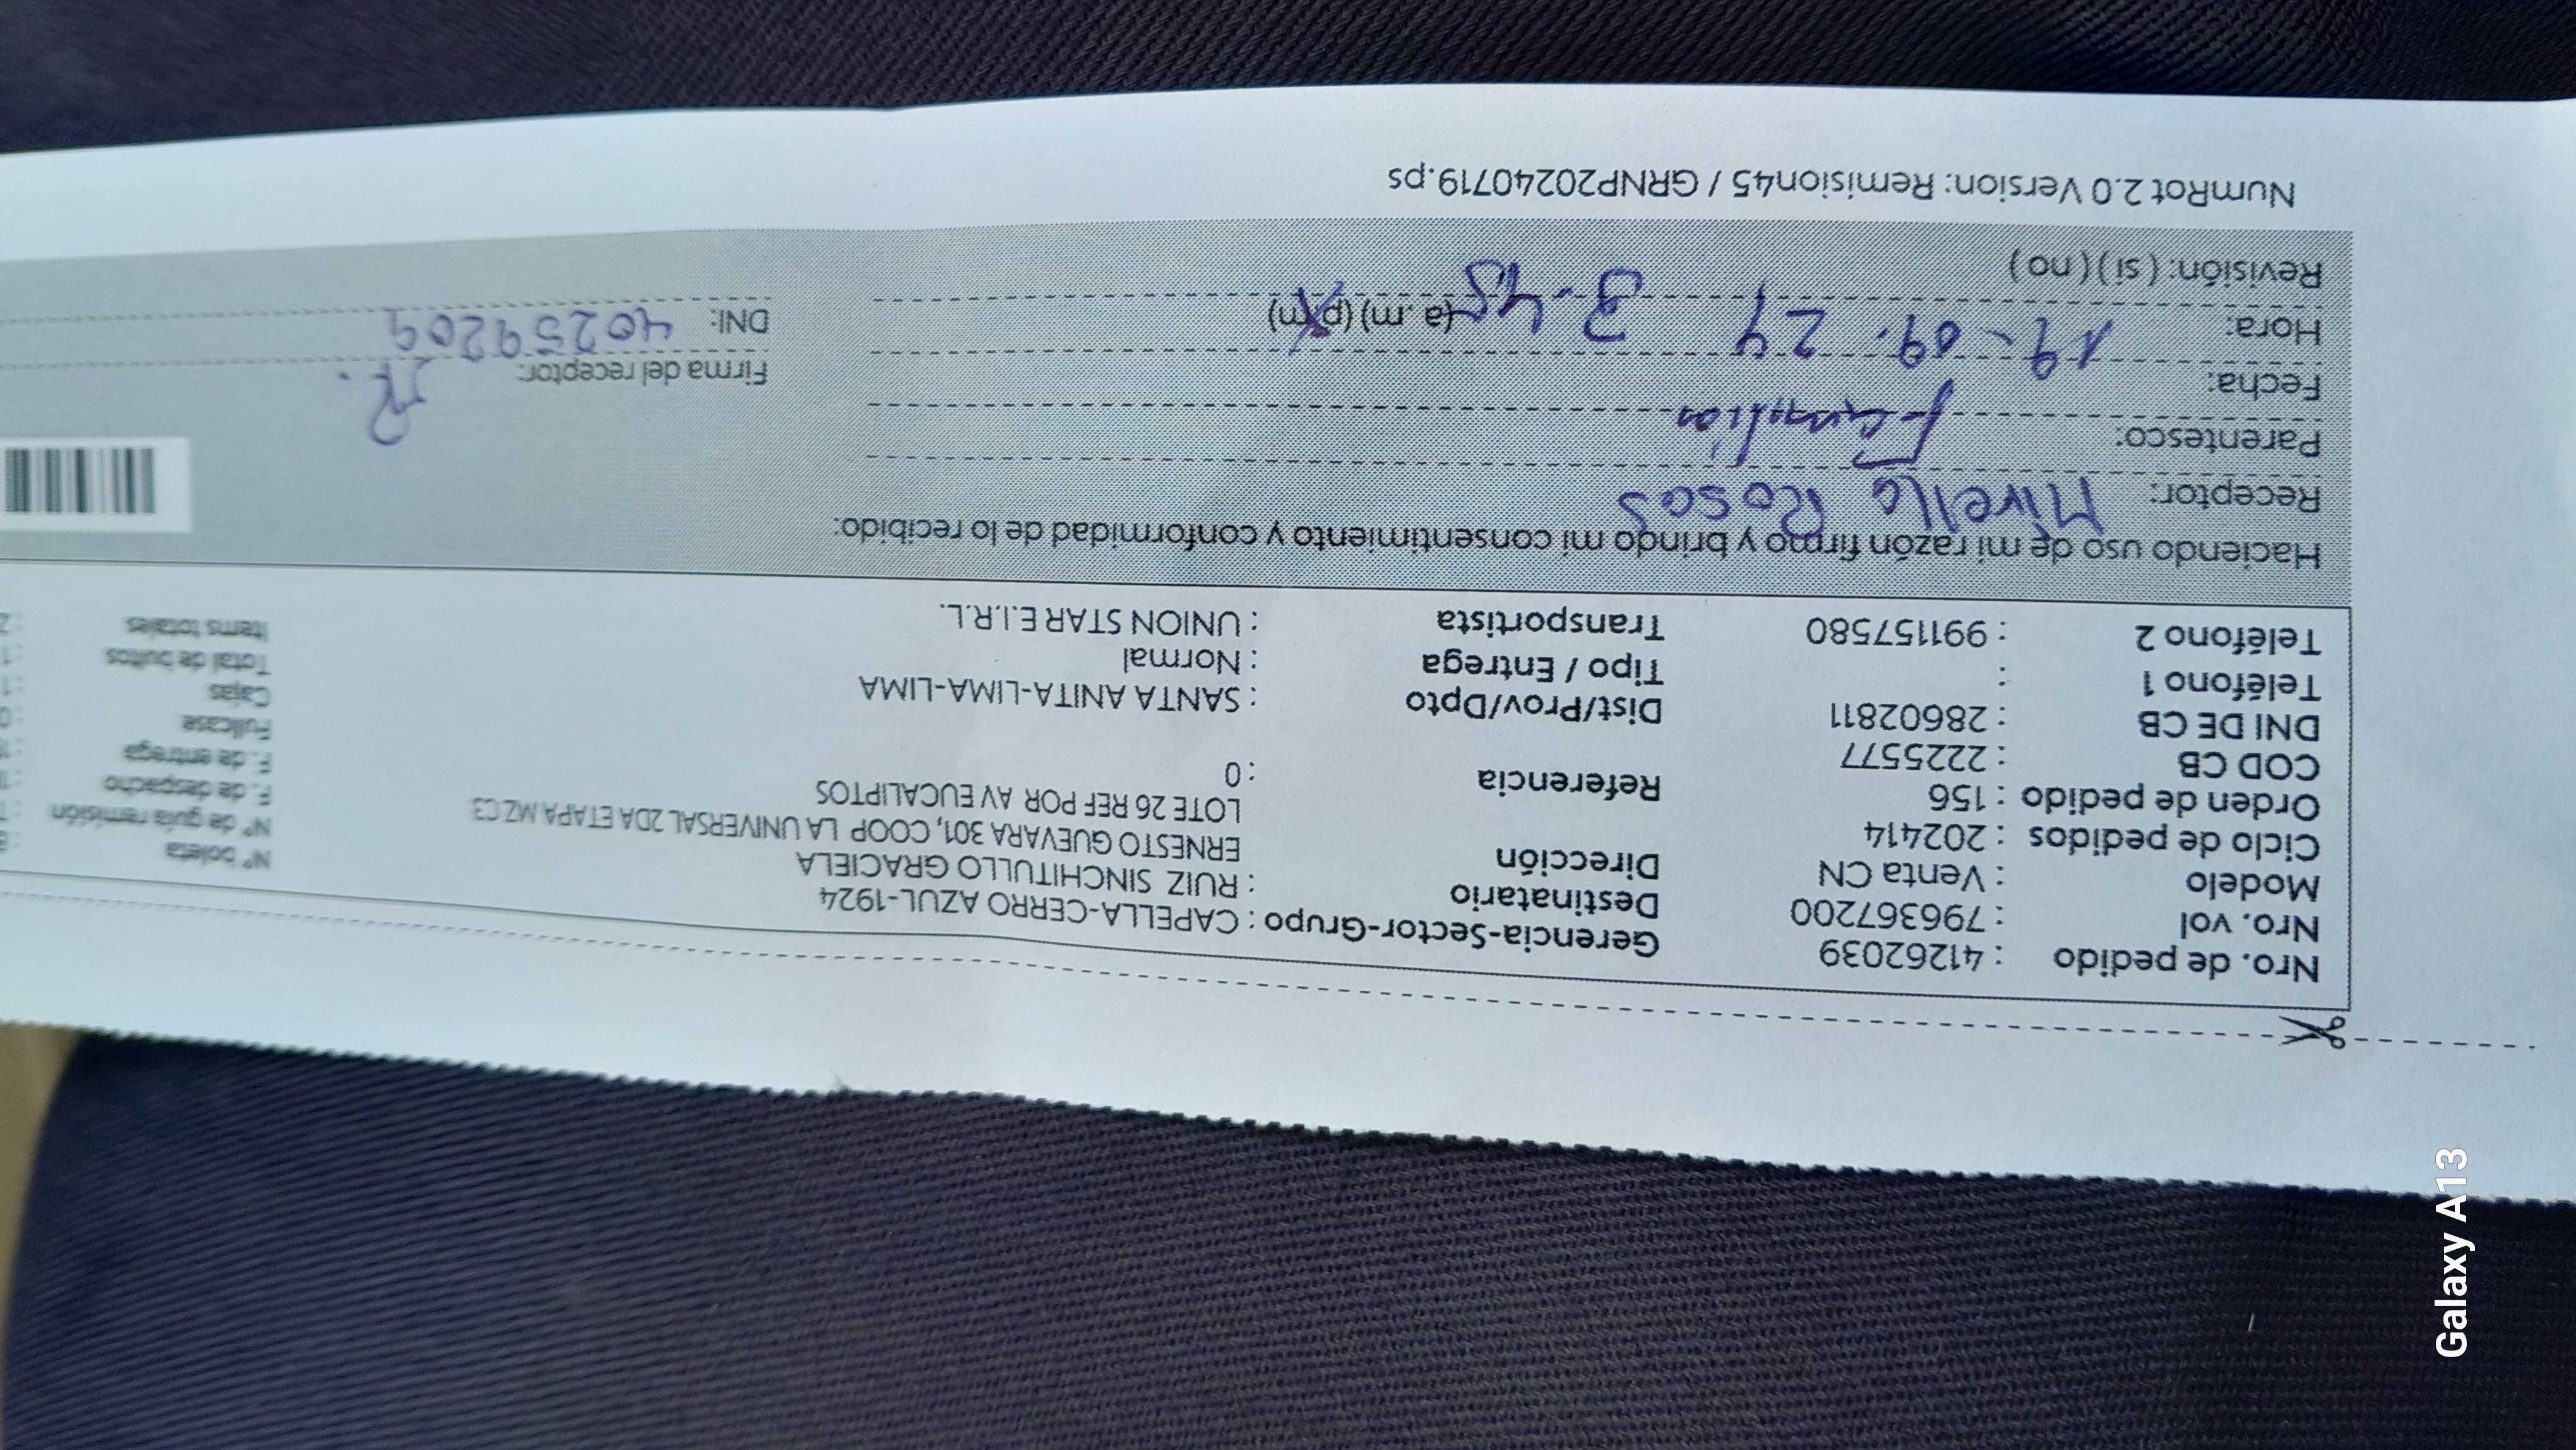 Nro. de pedido : 41262039
Nro. vol : 796367200
Modelo : Venta CN
Ciclo de pedidos : 202414
Orden de pedido : 156
COD CB : 2225577
DNI DE CB : 28602811
Teléfono 1 :
Teléfono 2 : 991157580
Gerencia-Sector-Grupo : CAPELLA-CERRO AZUL-1924
Destinatario : RUIZ SINCHITULLO GRACIELA
Dirección ERNESTO GUEVARA 301, COOP LA UNIVERSAL 2DA ETAPA MZ C3
LOTE 26 REF POR AV EUCALIPTOS
Referencia : 0
Dist/Prov/Dpto : SANTA ANITA-LIMA-LIMA
Tipo / Entrega : Normal
Transportista : UNION STAR E.I.R.L.
N° boleta :
N° de guía remisión :
F. de despacho :
F. de entrega :
Fullcase :
Cajas :
Total de bultos :
Items totales :
Haciendo uso de mi razón firmo y brindo mi consentimiento y conformidad de lo recibido:
Receptor: Mirella Rosas
Parentesco: Familiar
Fecha:
Hora: 19-09-24 3-45 (a.m) (p.m)
Revisión: (si) (no)
Firma del receptor:
DNI: 40259209
NumRot 2.0 Version: Remision45 / GRNP20240719.ps
Galaxy A13